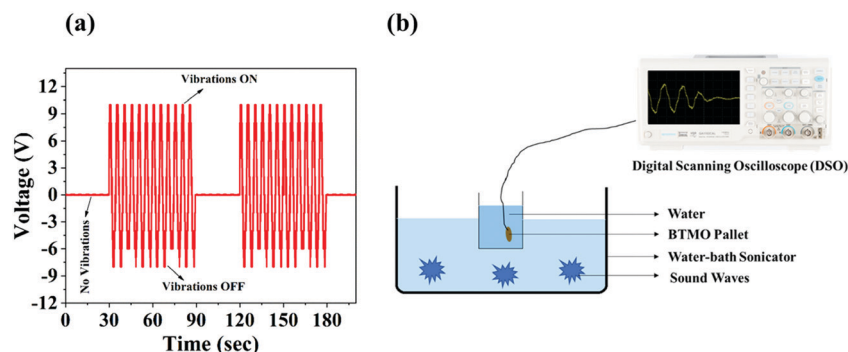 (a)
Voltage (V)
12
9
6
3
0
-3
-6
-9
-12
Vibrations ON
No Vibrations
Vibrations OFF
0
30
60
90
120
150
180
Time (sec)
(b)
Digital Scanning Oscilloscope (DSO)
Water
BTMO Pallet
Water-bath Sonicator
Sound Waves